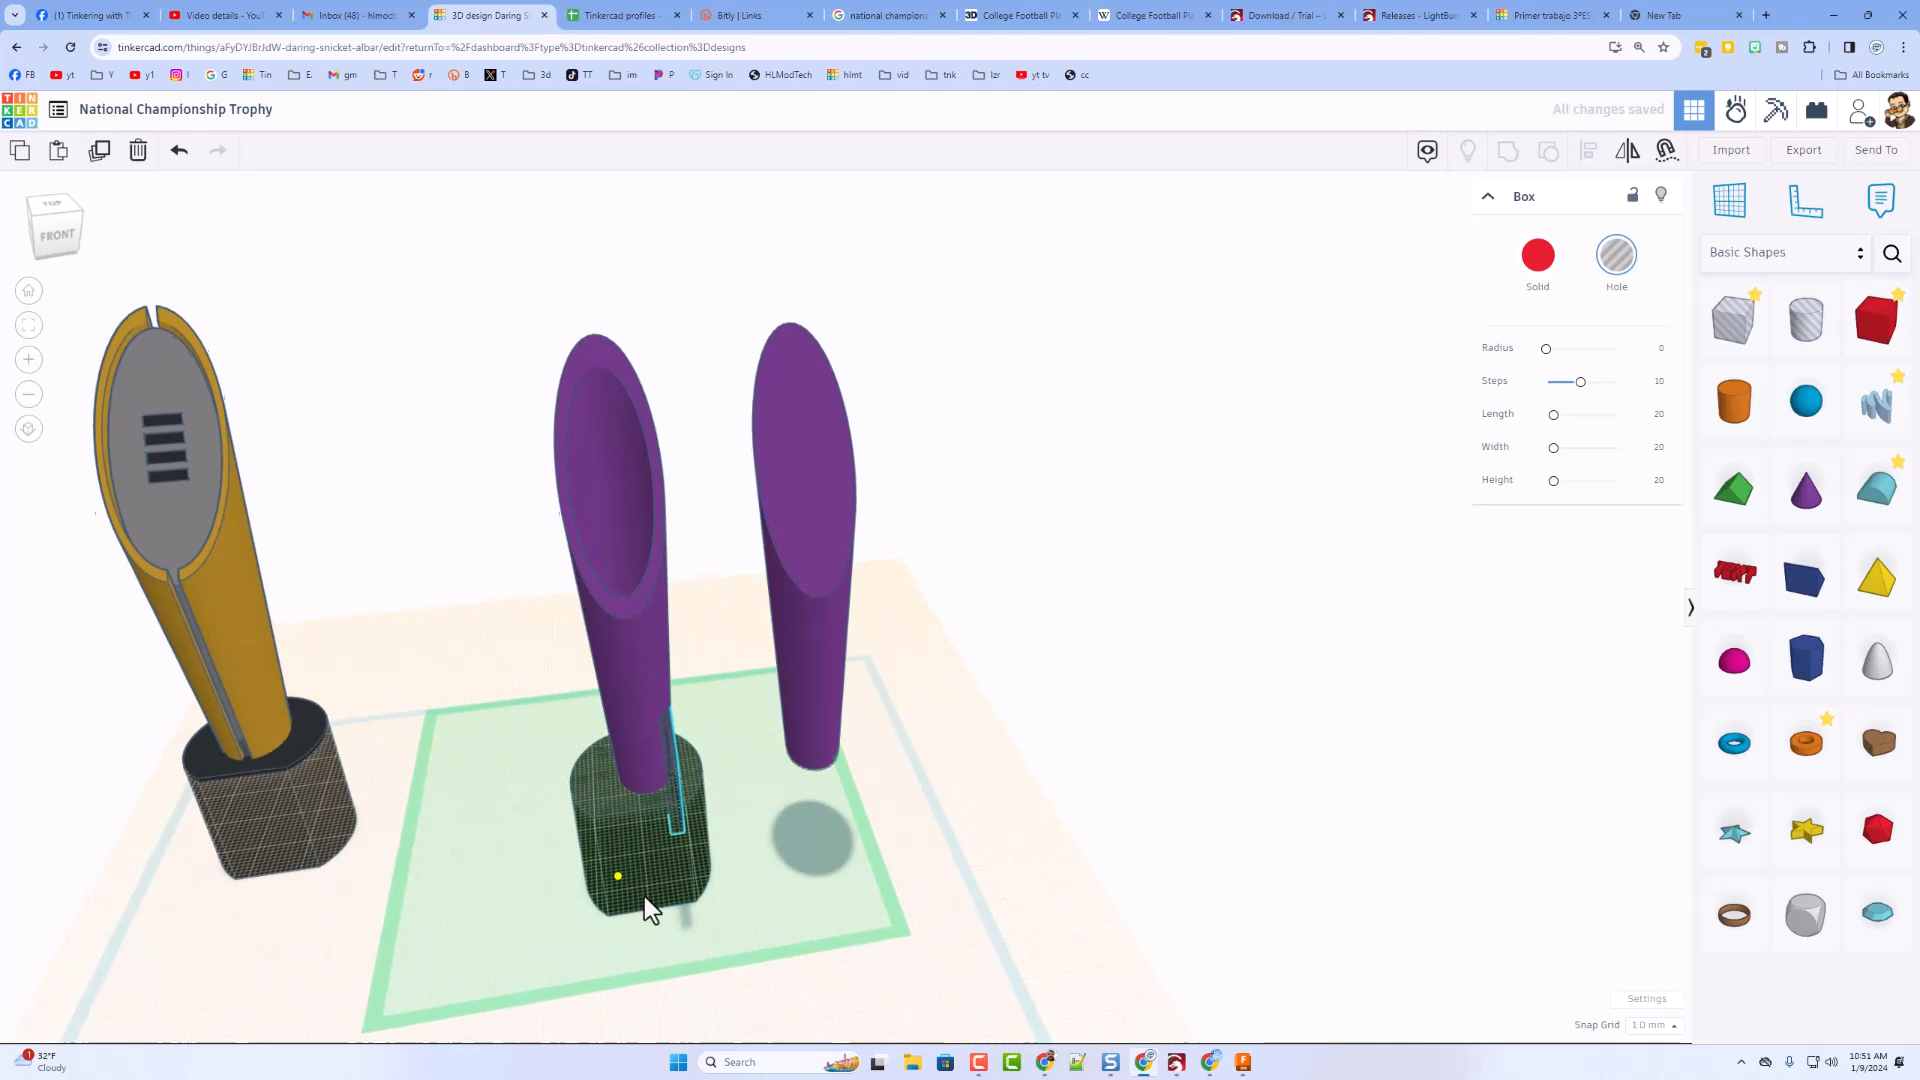 (1) Tinkering with T
Video details - YouT
Inbox (48) - hlmodt
3D design Daring S
Tinkercad profiles -
Bitly | Links
national champions
College Football Pl
College Football Pl
Download / Trial – L
Releases - LightBur
Primer trabajo 3ºES
New Tab
tinkercad.com/things/aFyDYJBrJdW-daring-snicket-albar/edit?returnTo=%2Fdashboard%3Ftype%3Dtinkercad%26collection%3Ddesigns
FB
yt
Y
y1
I
G
Tin
E.
gm
T
r
B
T
3d
TT
im
P
Sign In
HLModTech
hlmt
vid
tnk
lzr
yt tv
cc
All Bookmarks
TIN
KER
CAD
National Championship Trophy
All changes saved
Import
Export
Send To
TOP
FRONT
Box
Solid
Hole
Radius 0
Steps 10
Length 20
Width 20
Height 20
Basic Shapes
TEXT
Settings
Snap Grid 1.0 mm
1
32°F
Cloudy
Search
10:51 AM
1/9/2024